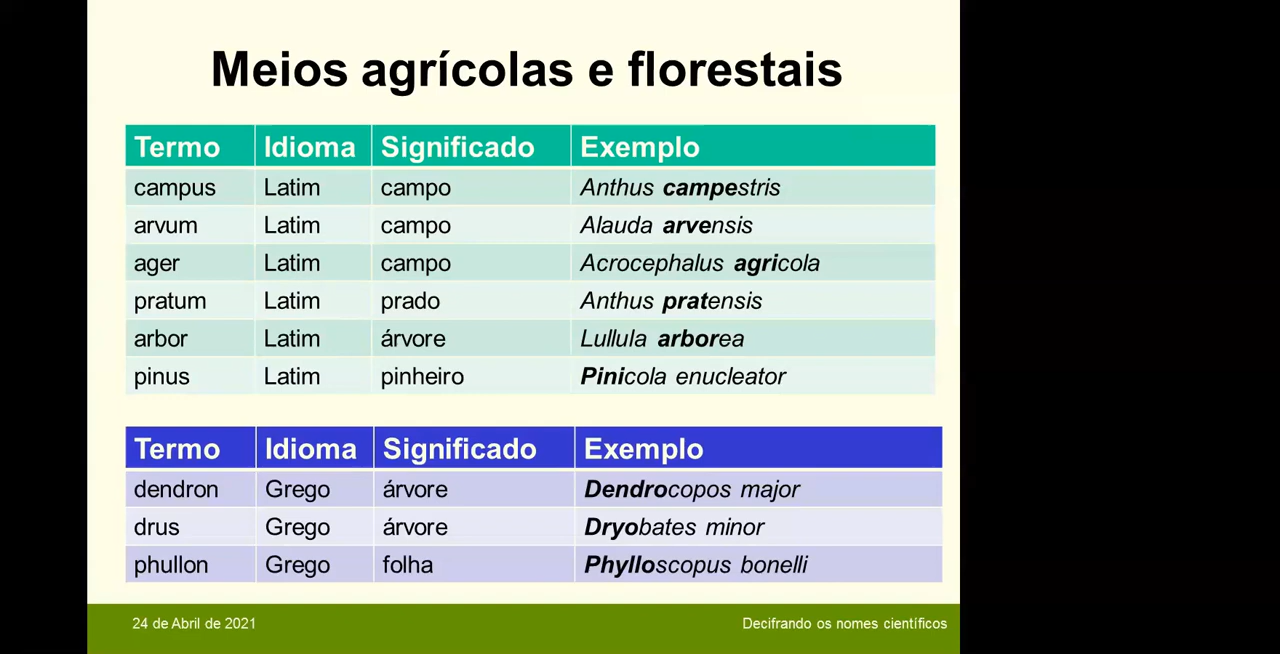 Meios agrícolas e florestais
Termo Idioma Significado Exemplo
campus Latim campo Anthus campestris
arvum Latim campo Alauda arvensis
ager Latim campo Acrocephalus agricola
pratum Latim prado Anthus pratensis
arbor Latim árvore Lullula arborea
pinus Latim pinheiro Pinicola enucleator
Termo Idioma Significado Exemplo
dendron Grego árvore Dendrocopos major
drus Grego árvore Dryobates minor
phullon Grego folha Phylloscopus bonelli
24 de Abril de 2021 Decifrando os nomes científicos